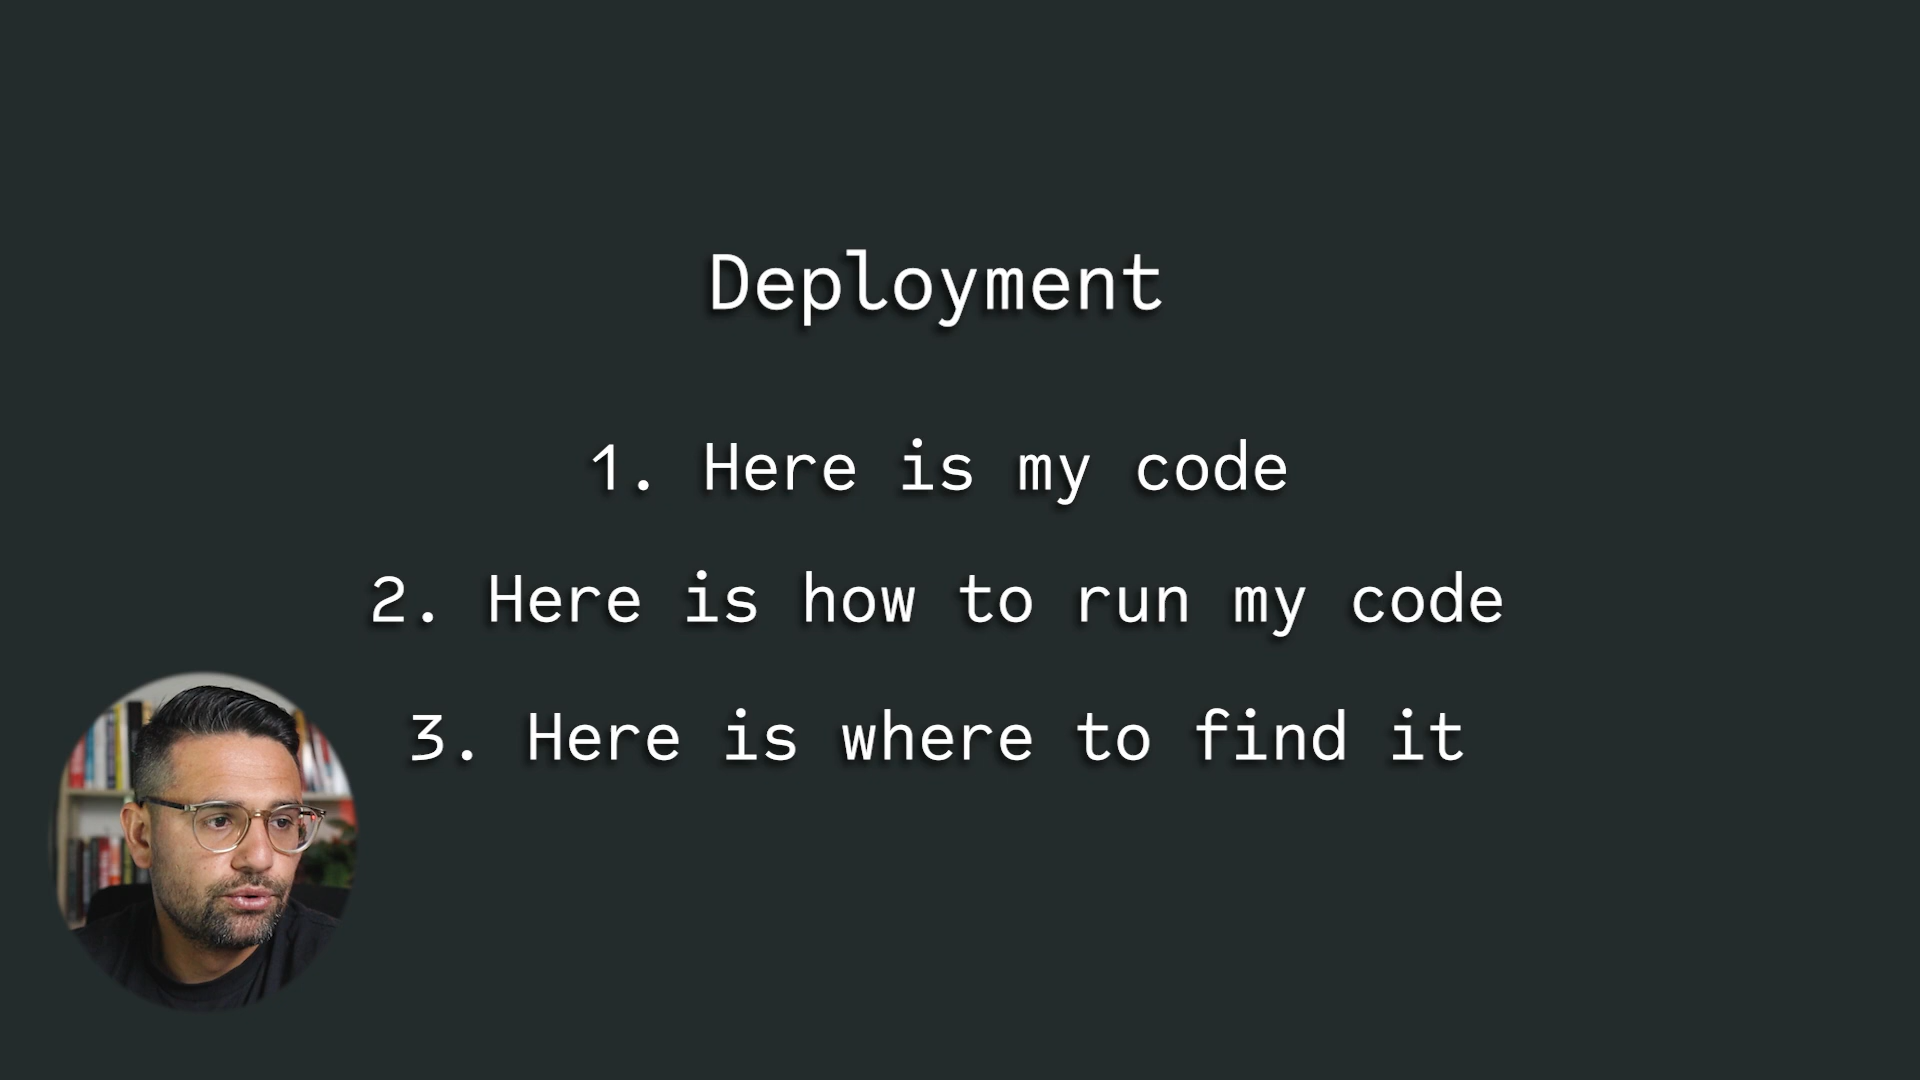 Deployment
1. Here is my code
2. Here is how to run my code
3. Here is where to find it